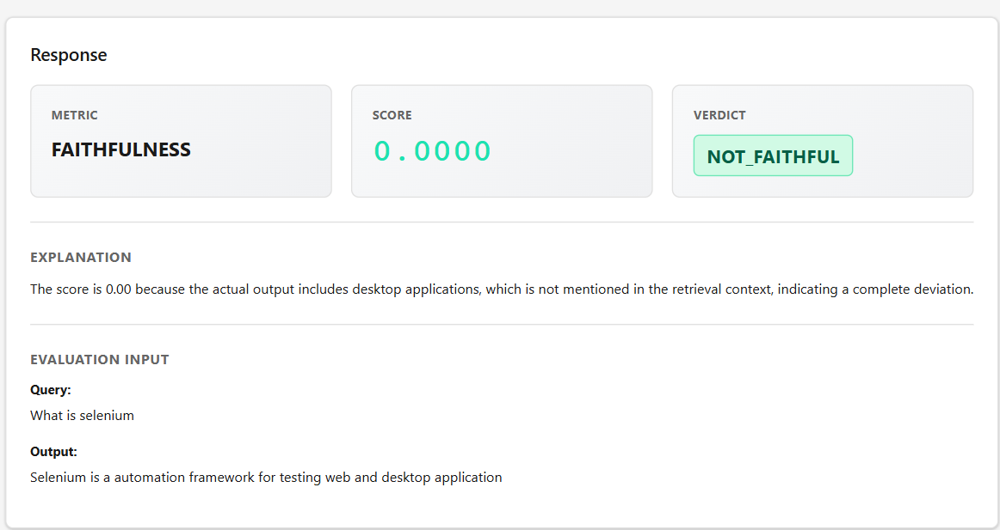 Response
METRIC
FAITHFULNESS
SCORE
0.0000
VERDICT
NOT_FAITHFUL
EXPLANATION
The score is 0.00 because the actual output includes desktop applications, which is not mentioned in the retrieval context, indicating a complete deviation.
EVALUATION INPUT
Query:
What is selenium
Output:
Selenium is a automation framework for testing web and desktop application